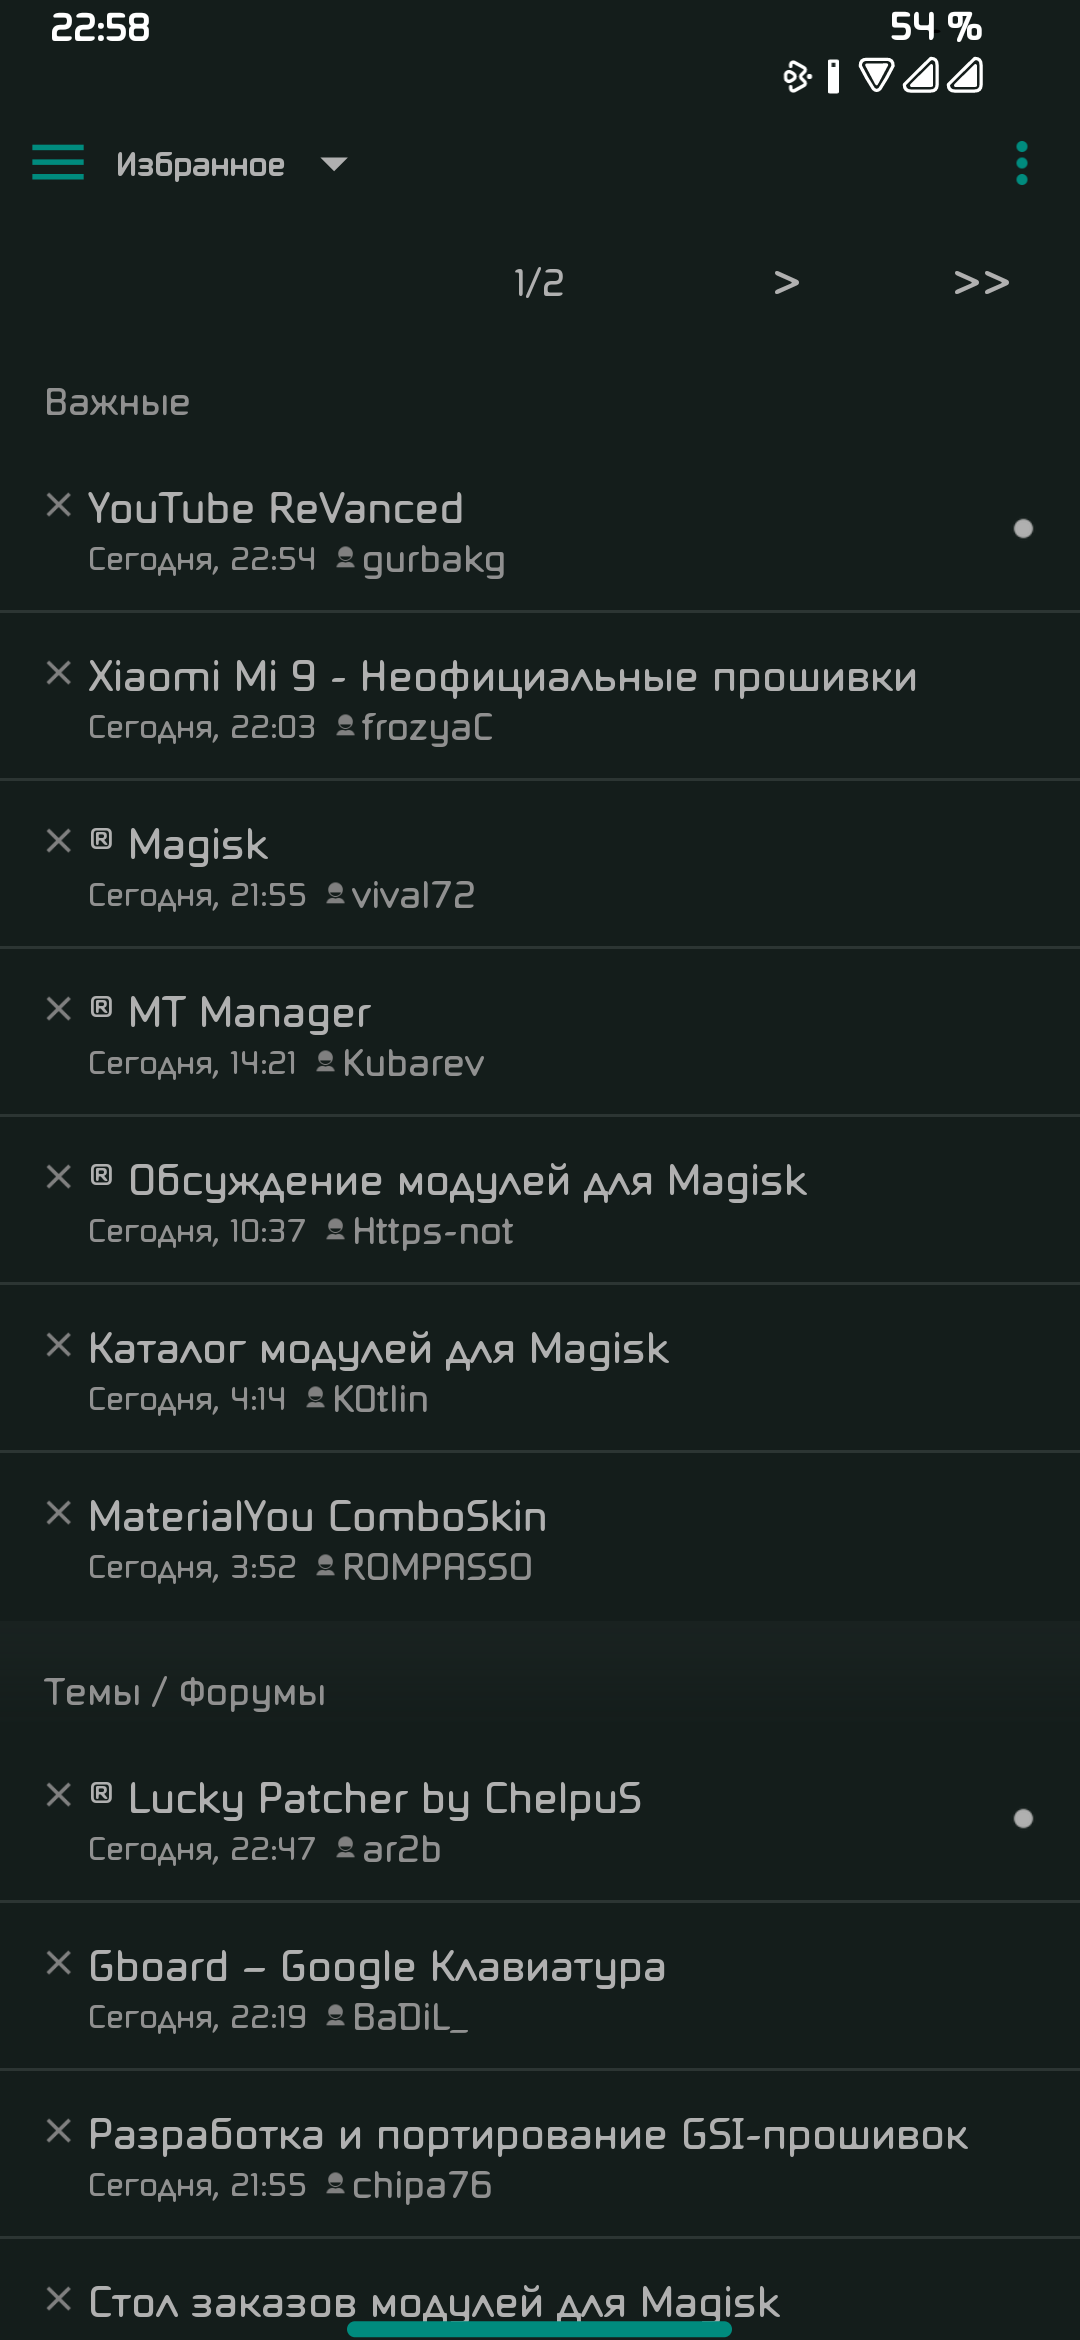 22:58
54 %
Избранное
1/2 > >>
Важные
YouTube ReVanced
Сегодня, 22:54 gurbakg
Xiaomi Mi 9 - Неофициальные прошивки
Сегодня, 22:03 frozyaC
® Magisk
Сегодня, 21:55 vival72
® MT Manager
Сегодня, 14:21 Kubarev
® Обсуждение модулей для Magisk
Сегодня, 10:37 Https-not
Каталог модулей для Magisk
Сегодня, 4:14 K0tlin
MaterialYou ComboSkin
Сегодня, 3:52 ROMPASSO
Темы / Форумы
® Lucky Patcher by ChelpuS
Сегодня, 22:47 ar2b
Gboard – Google Клавиатура
Сегодня, 22:19 BaDiL_
Разработка и портирование GSI-прошивок
Сегодня, 21:55 chipa76
Стол заказов модулей для Magisk